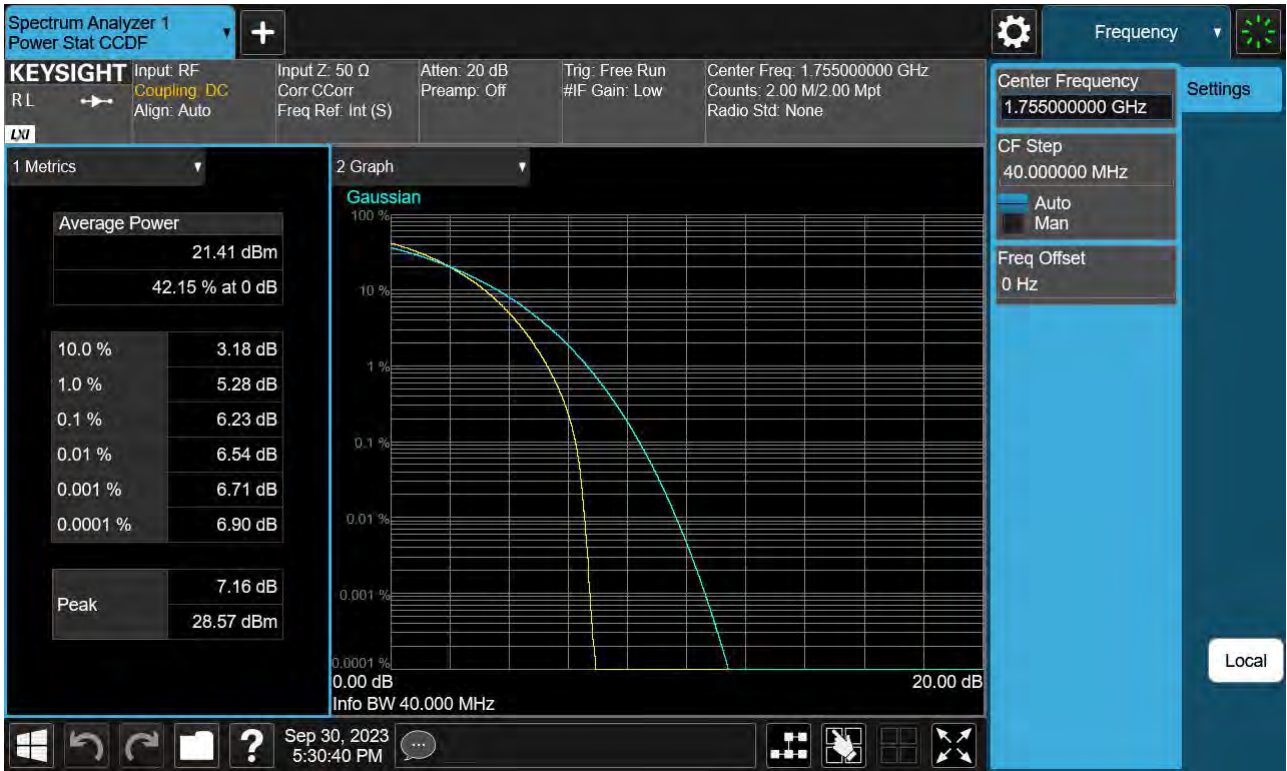 Spectrum Analyzer 1
Power Stat CCDF
+
Frequency
KEYSIGHT
RL
LXI
Input: RF
Coupling: DC
Align: Auto
Input Z: 50 Ω
Corr CCorr
Freq Ref: Int (S)
Atten: 20 dB
Preamp: Off
Trig: Free Run
#IF Gain: Low
Center Freq: 1.755000000 GHz
Counts: 2.00 M/2.00 Mpt
Radio Std: None
Center Frequency
1.755000000 GHz
Settings
CF Step
40.000000 MHz
Auto
Man
Freq Offset
0 Hz
Local
1 Metrics
Average Power
21.41 dBm
42.15 % at 0 dB
10.0 % 3.18 dB
1.0 % 5.28 dB
0.1 % 6.23 dB
0.01 % 6.54 dB
0.001 % 6.71 dB
0.0001 % 6.90 dB
Peak
7.16 dB
28.57 dBm
2 Graph
Gaussian
100 %
10 %
1 %
0.1 %
0.01 %
0.001 %
0.0001 %
0.00 dB 20.00 dB
Info BW 40.000 MHz
?
Sep 30, 2023
5:30:40 PM